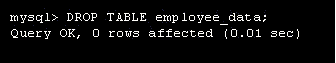 mysql> DROP TABLE employee_data;
Query OK, 0 rows affected (0.01 sec)